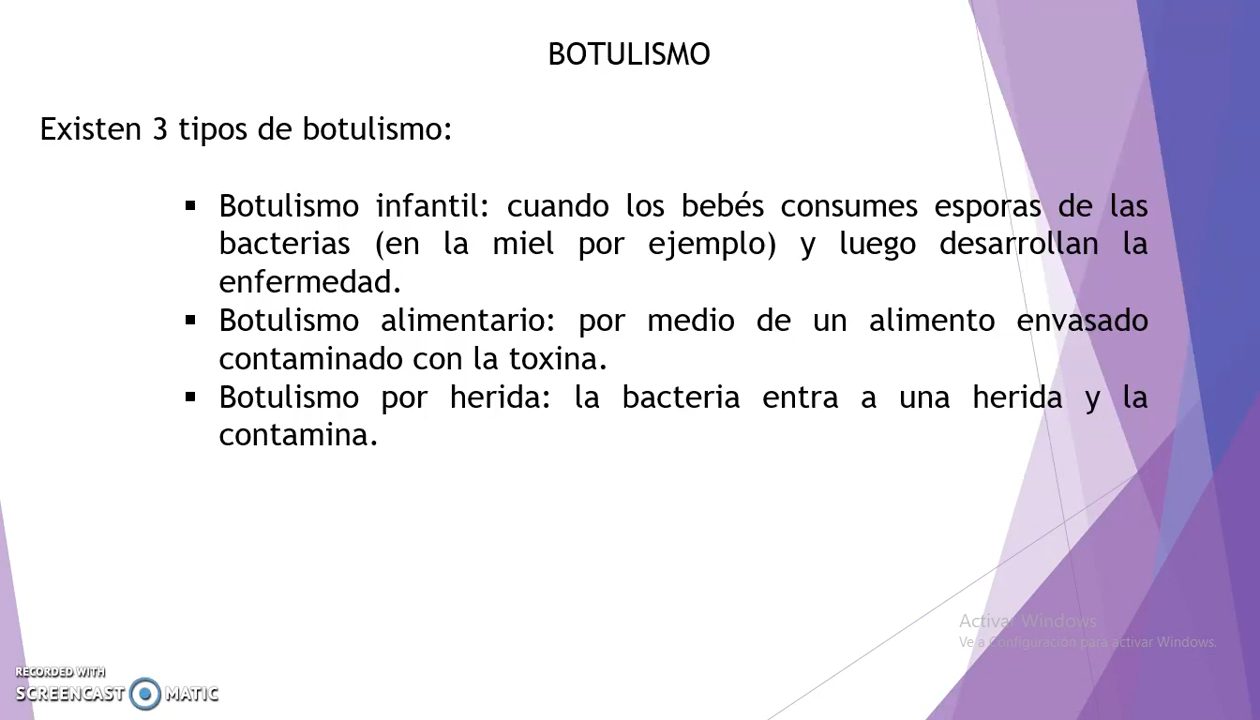 BOTULISMO
Existen 3 tipos de botulismo:
▪ Botulismo infantil: cuando los bebés consumes esporas de las
bacterias (en la miel por ejemplo) y luego desarrollan la
enfermedad.
▪ Botulismo alimentario: por medio de un alimento envasado
contaminado con la toxina.
▪ Botulismo por herida: la bacteria entra a una herida y la
contamina.
Activar Windows
Ve a Configuración para activar Windows.
RECORDED WITH
SCREENCAST MATIC